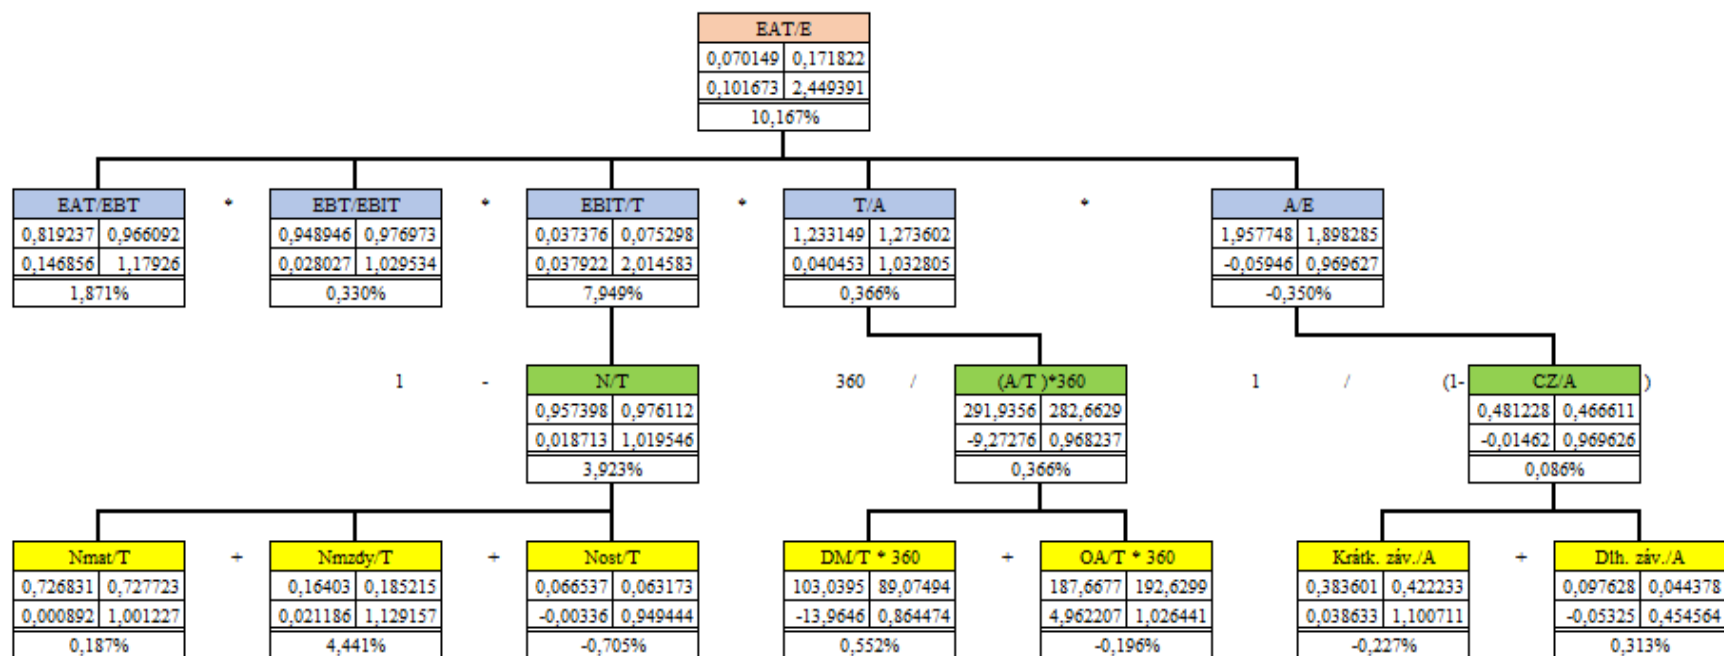 EAT/E
0,070149 0,171822
0,101673 2,449391
10,167%
EAT/EBT * EBT/EBIT * EBIT/T * T/A * A/E
0,819237 0,966092 0,948946 0,976973 0,037376 0,075298 1,233149 1,273602 1,957748 1,898285
0,146856 1,17926 0,028027 1,029534 0,037922 2,014583 0,040453 1,032805 -0,05946 0,969627
1,871% 0,330% 7,949% 0,366% -0,350%
1 - N/T 360 / (A/T )*360 1 / (1- CZ/A )
0,957398 0,976112 291,9356 282,6629 0,481228 0,466611
0,018713 1,019546 -9,27276 0,968237 -0,01462 0,969626
3,923% 0,366% 0,086%
Nmat/T + Nmzdy/T + Nost/T DM/T * 360 + OA/T * 360 Krátk. záv./A + Dlh. záv./A
0,726831 0,727723 0,16403 0,185215 0,066537 0,063173 103,0395 89,07494 187,6677 192,6299 0,383601 0,422233 0,097628 0,044378
0,000892 1,001227 0,021186 1,129157 -0,00336 0,949444 -13,9646 0,864474 4,962207 1,026441 0,038633 1,100711 -0,05325 0,454564
0,187% 4,441% -0,705% 0,552% -0,196% -0,227% 0,313%